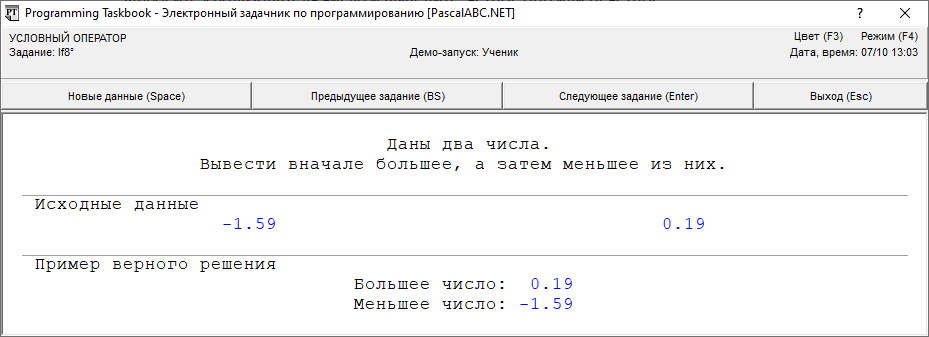 Programming Taskbook - Электронный задачник по программированию [PascalABC.NET] ?
УСЛОВНЫЙ ОПЕРАТОР Цвет (F3) Режим (F4)
Задание: If8° Демо-запуск: Ученик Дата, время: 07/10 13:03
Новые данные (Space) Предыдущее задание (BS) Следующее задание (Enter) Выход (Esc)
Даны два числа.
Вывести вначале большее, а затем меньшее из них.
Исходные данные
-1.59 0.19
Пример верного решения
Большее число: 0.19
Меньшее число: -1.59